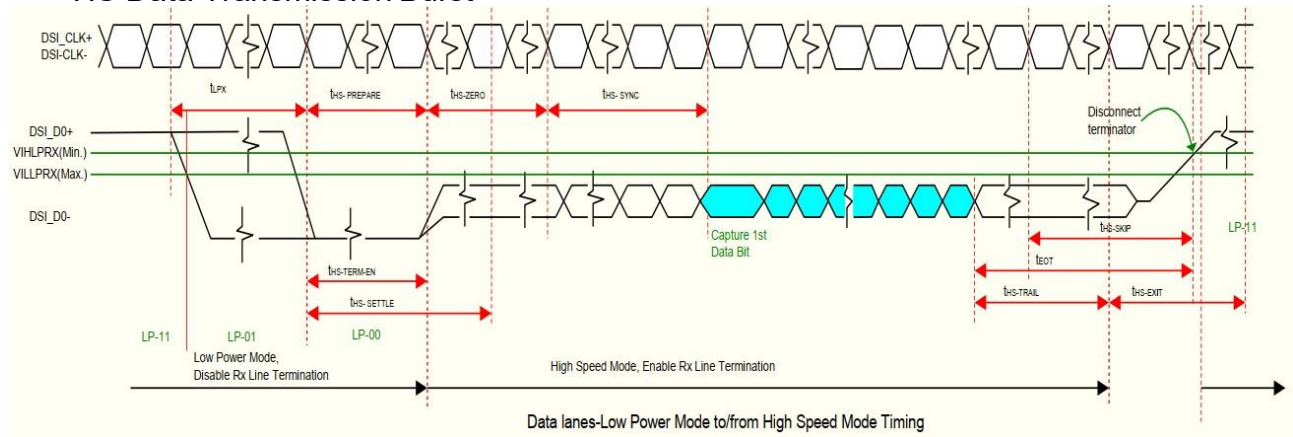 HS Data Transmission Burst
DSI_CLK+
DSI-CLK-
tLPX
tHS- PREPARE
tHS-ZERO
tHS- SYNC
Disconnect
terminator
DSI_D0+
VIHLPRX(Min.)
VILLPRX(Max.)
DSI_D0-
Capture 1st
Data Bit
tHS-SKIP
LP-11
tHS-TERM-EN
tEOT
tHS- SETTLE
tHS-TRAIL
tHS-EXIT
LP-11
LP-01
LP-00
Low Power Mode,
Disable Rx Line Termination
High Speed Mode, Enable Rx Line Termination
Data lanes-Low Power Mode to/from High Speed Mode Timing